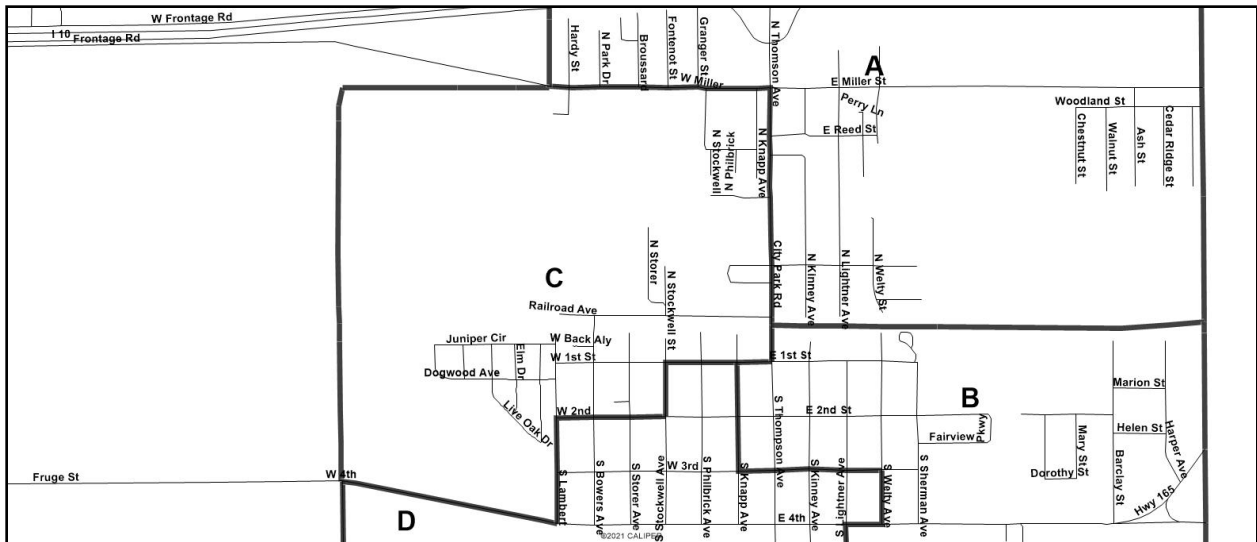 W Frontage Rd
I 10
Frontage Rd
Hardy St
N Park Dr
Broussard
Fontenot St
Granger St
N Thomson Ave
A
W Miller
E Miller St
Perry Ln
E Reed St
Woodland St
Chestnut St
Walnut St
Ash St
Cedar Ridge St
N Stockwell
N Philbrick
N Knapp Ave
C
N Storer
N Stockwell St
City Park Rd
N Kinney Ave
N Lightner Ave
N Welty St
Railroad Ave
Juniper Cir
W Back Aly
W 1st St
E 1st St
Elm Dr
Dogwood Ave
Live Oak Dr
W 2nd
E 2nd St
B
Marion St
Fairview
Pkwy
Helen St
Harper Ave
Mary St
S
Dorothy
Barclay St
Hwy 165
Fruge St
W 4th
W 3rd
S Lambert
S Bowers Ave
S Storer Ave
S Stockwell Ave
S Philbrick Ave
S Knapp Ave
S Thompson Ave
S Kinney Ave
S Lightner Ave
S Welty Ave
S Sherman Ave
D
E 4th
©2021 CALIPER